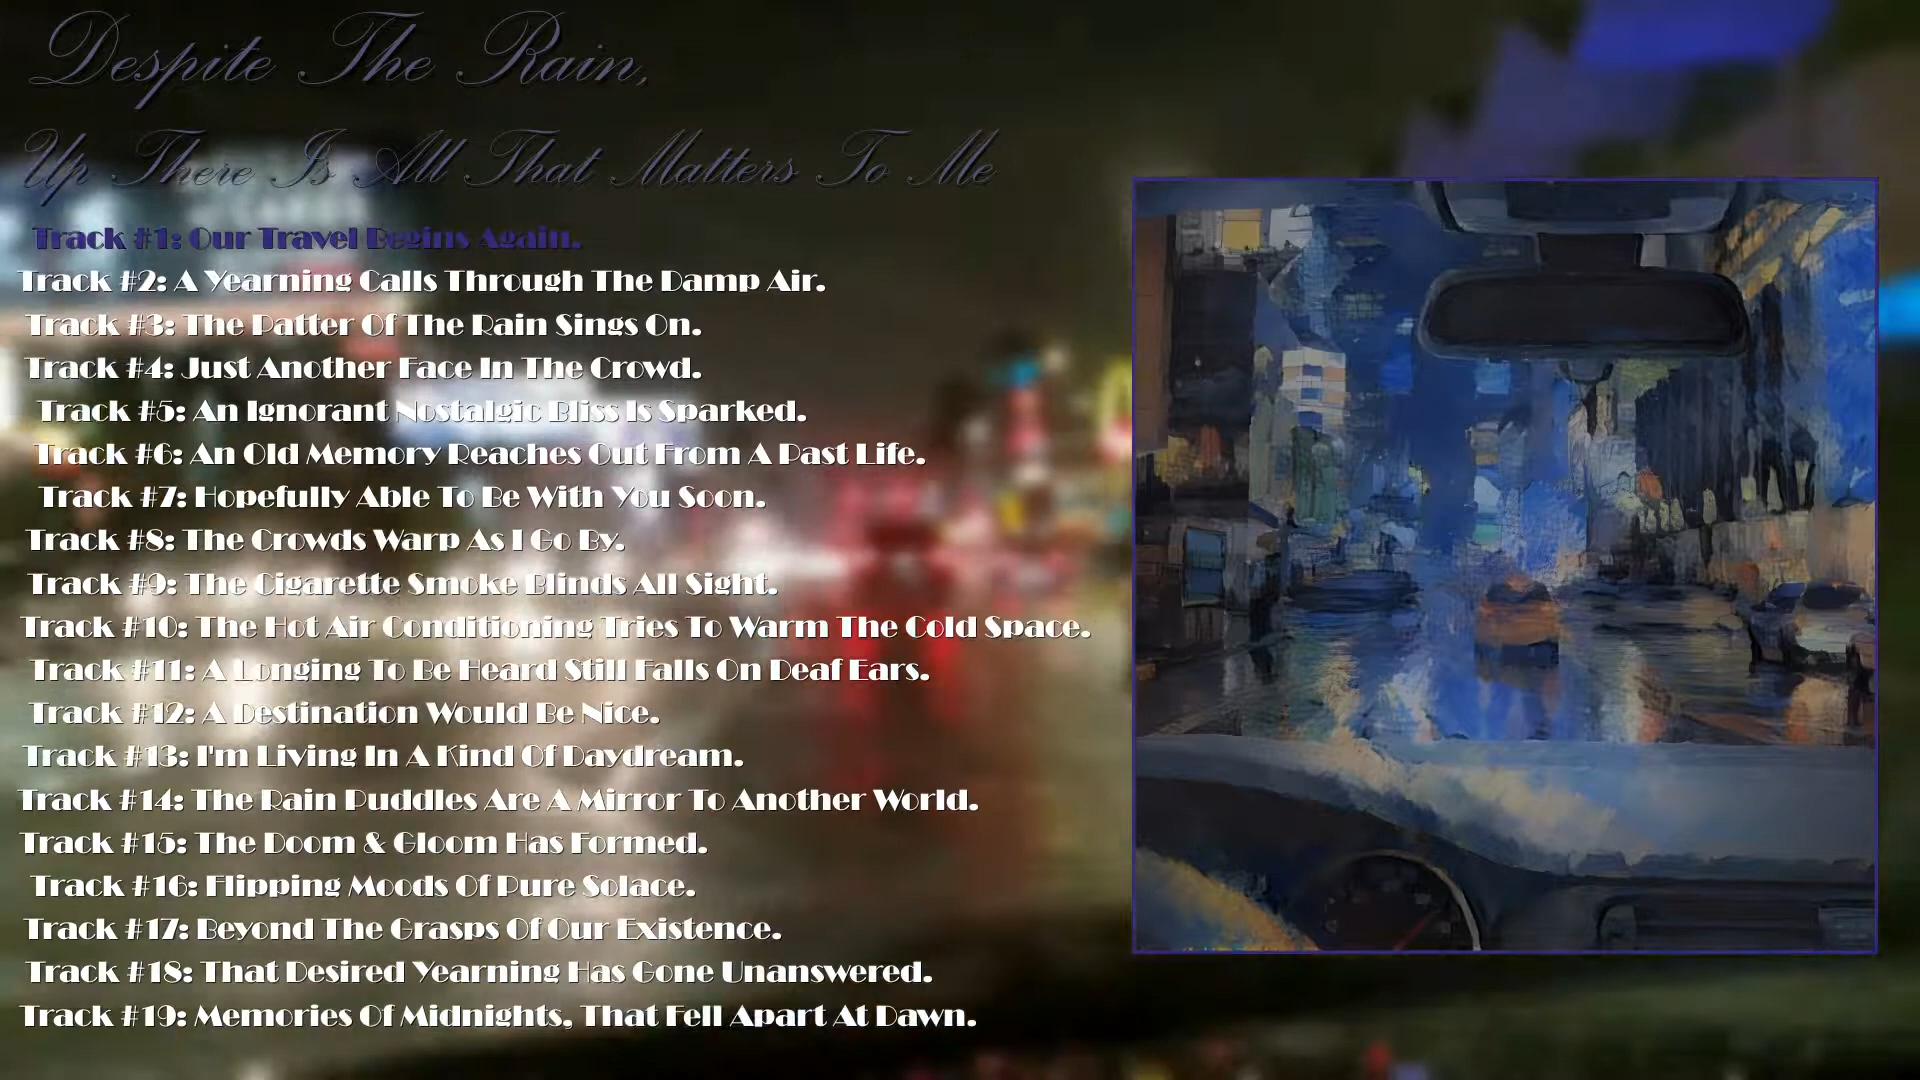 Despite The Rain,
Up There Is All That Matters To Me
Track #1: Our Travel Begins Again.
Track #2: A Yearning Calls Through The Damp Air.
Track #3: The Patter Of The Rain Sings On.
Track #4: Just Another Face In The Crowd.
Track #5: An Ignorant Nostalgic Bliss Is Sparked.
Track #6: An Old Memory Reaches Out From A Past Life.
Track #7: Hopefully Able To Be With You Soon.
Track #8: The Crowds Warp As I Go By.
Track #9: The Cigarette Smoke Blinds All Sight.
Track #10: The Hot Air Conditioning Tries To Warm The Cold Space.
Track #11: A Longing To Be Heard Still Falls On Deaf Ears.
Track #12: A Destination Would Be Nice.
Track #13: I'm Living In A Kind Of Daydream.
Track #14: The Rain Puddles Are A Mirror To Another World.
Track #15: The Doom & Gloom Has Formed.
Track #16: Flipping Moods Of Pure Solace.
Track #17: Beyond The Grasps Of Our Existence.
Track #18: That Desired Yearning Has Gone Unanswered.
Track #19: Memories Of Midnights, That Fell Apart At Dawn.